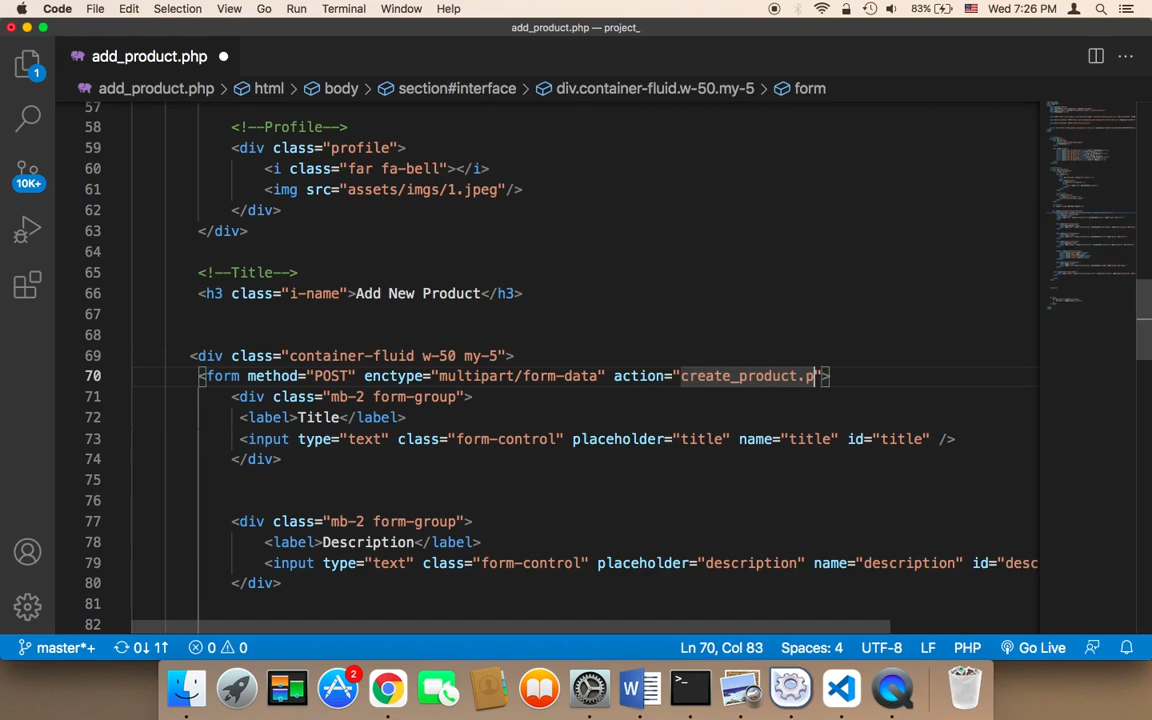 Code File Edit Selection View Go Run Terminal Window Help 83% Wed 7:26 PM
add_product.php — project_
add_product.php
1
add_product.php > html > body > section#interface > div.container-fluid.w-50.my-5 > form
57
58 <!--Profile-->
59 <div class="profile">
60 <i class="far fa-bell"></i>
61 <img src="assets/imgs/1.jpeg"/>
62 </div>
63 </div>
64
65 <!--Title-->
66 <h3 class="i-name">Add New Product</h3>
67
68
69 <div class="container-fluid w-50 my-5">
70 <form method="POST" enctype="multipart/form-data" action="create_product.p">
71 <div class="mb-2 form-group">
72 <label>Title</label>
73 <input type="text" class="form-control" placeholder="title" name="title" id="title" />
74 </div>
75
76
77 <div class="mb-2 form-group">
78 <label>Description</label>
79 <input type="text" class="form-control" placeholder="description" name="description" id="desc
80 </div>
81
82
10K+
master*+ 0↓ 1↑ 0 0 Ln 70, Col 83 Spaces: 4 UTF-8 LF PHP Go Live
2